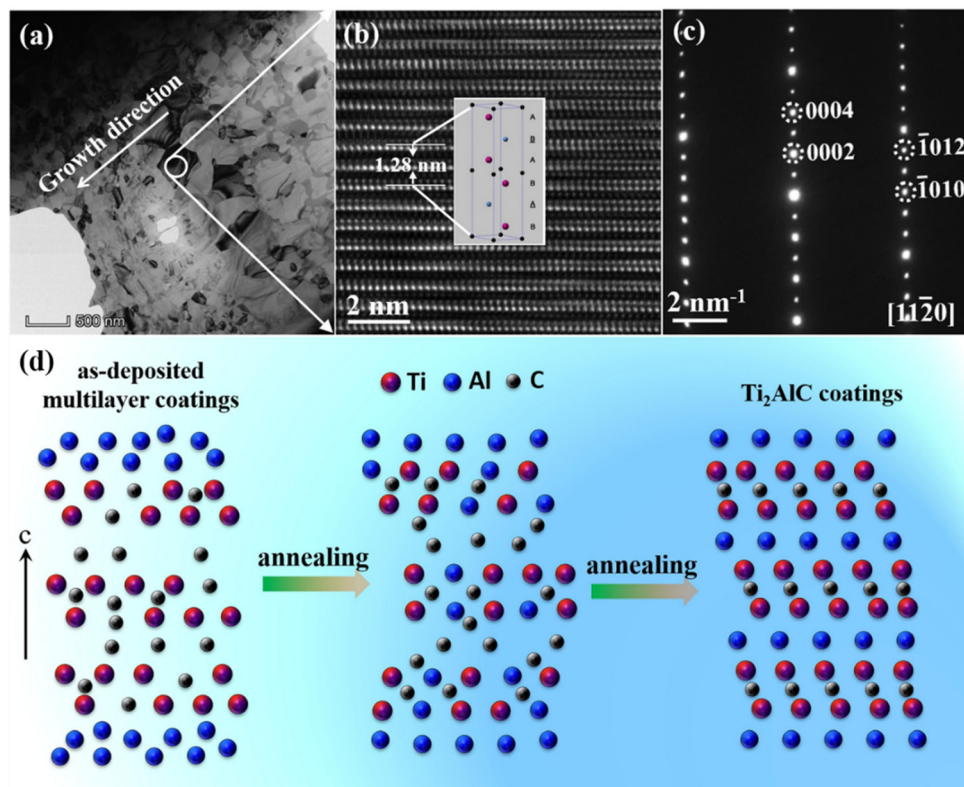 (a)
Growth direction
500 nm
(b)
A
B
A
B
A
B
1.28 nm
2 nm
(c)
0004
0002
1̅012
1̅010
2 nm⁻¹
[112̅0]
(d)
as-deposited
multilayer coatings
Ti Al C
Ti₂AlC coatings
c
annealing
annealing